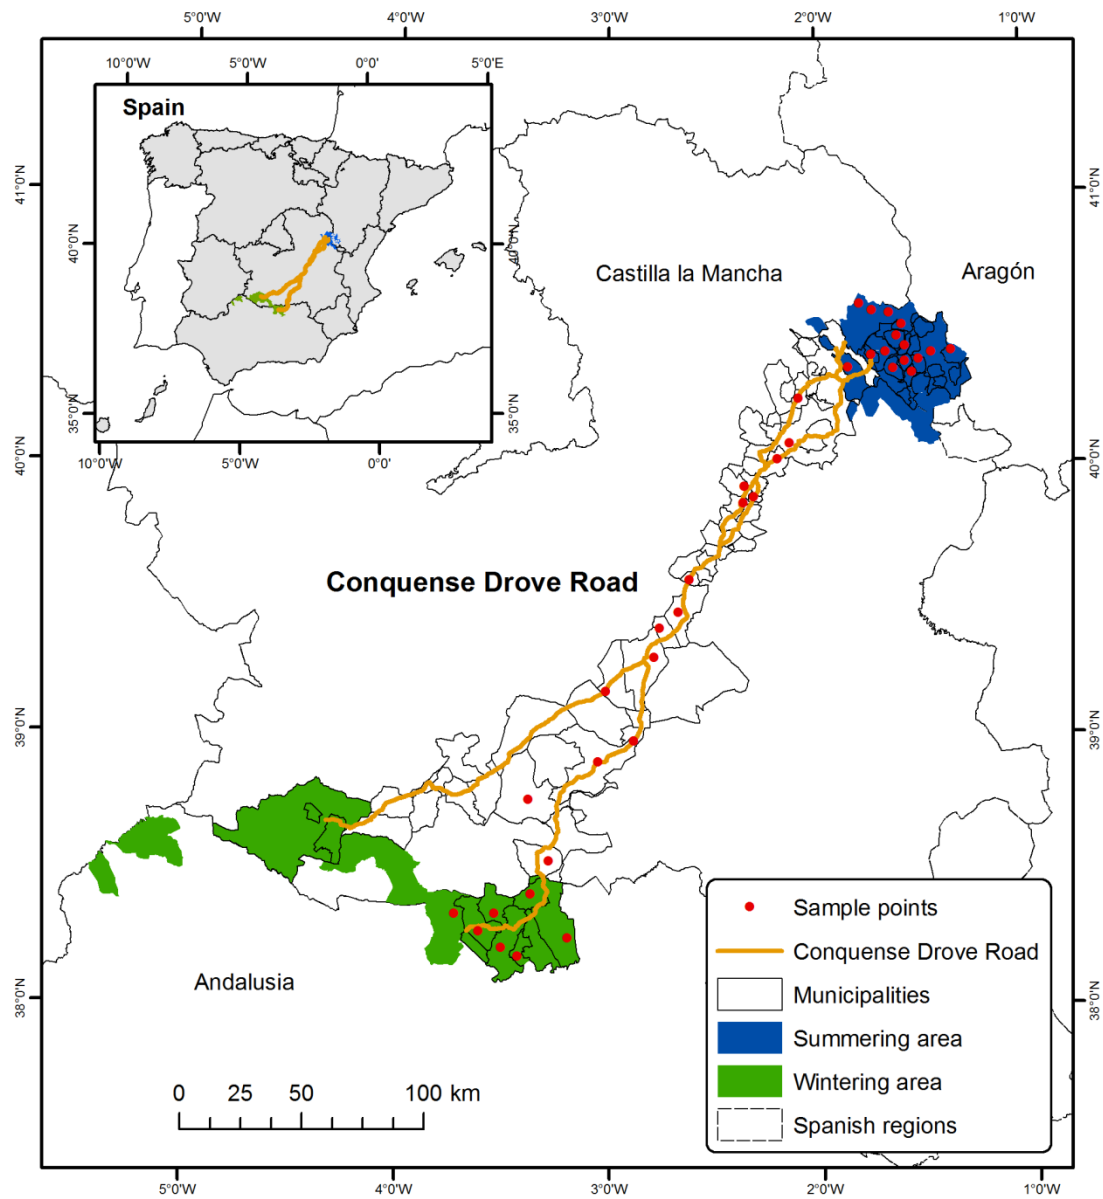 5°0'W 4°0'W 3°0'W 2°0'W 1°0'W
10°0'W 5°0'W 0°0' 5°0'E
Spain
41°0'N
41°0'N
40°0'N
40°0'N
Castilla la Mancha
Aragón
35°0'N
35°0'N
10°0'W 5°0'W 0°0'
40°0'N
40°0'N
Conquense Drove Road
39°0'N
39°0'N
Andalusia
38°0'N
38°0'N
Sample points
Conquense Drove Road
Municipalities
Summering area
Wintering area
Spanish regions
0 25 50 100 km
5°0'W 4°0'W 3°0'W 2°0'W 1°0'W